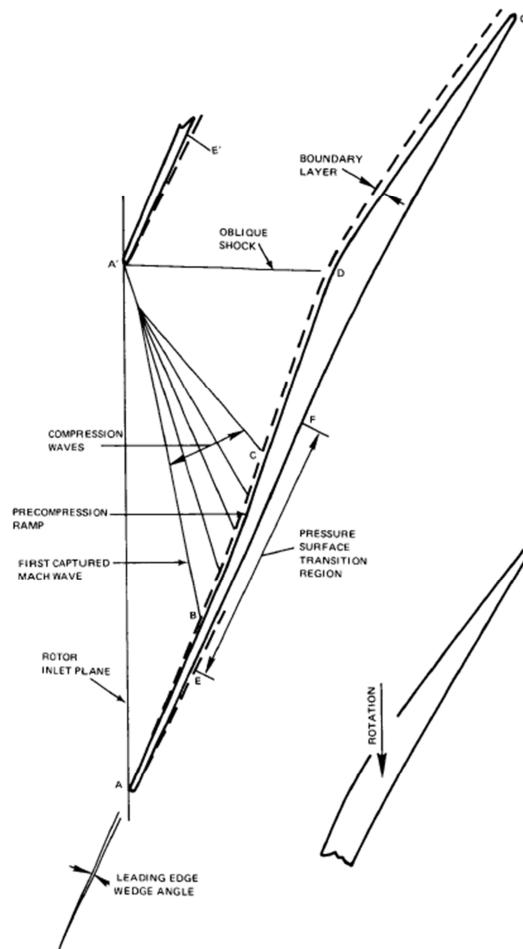 G
E'
BOUNDARY
LAYER
OBLIQUE
SHOCK
A'
D
F
COMPRESSION
WAVES
C
PRECOMPRESSION
RAMP
PRESSURE
SURFACE
TRANSITION
REGION
FIRST CAPTURED
MACH WAVE
B
ROTOR
INLET PLANE
E
ROTATION
A
LEADING EDGE
WEDGE ANGLE